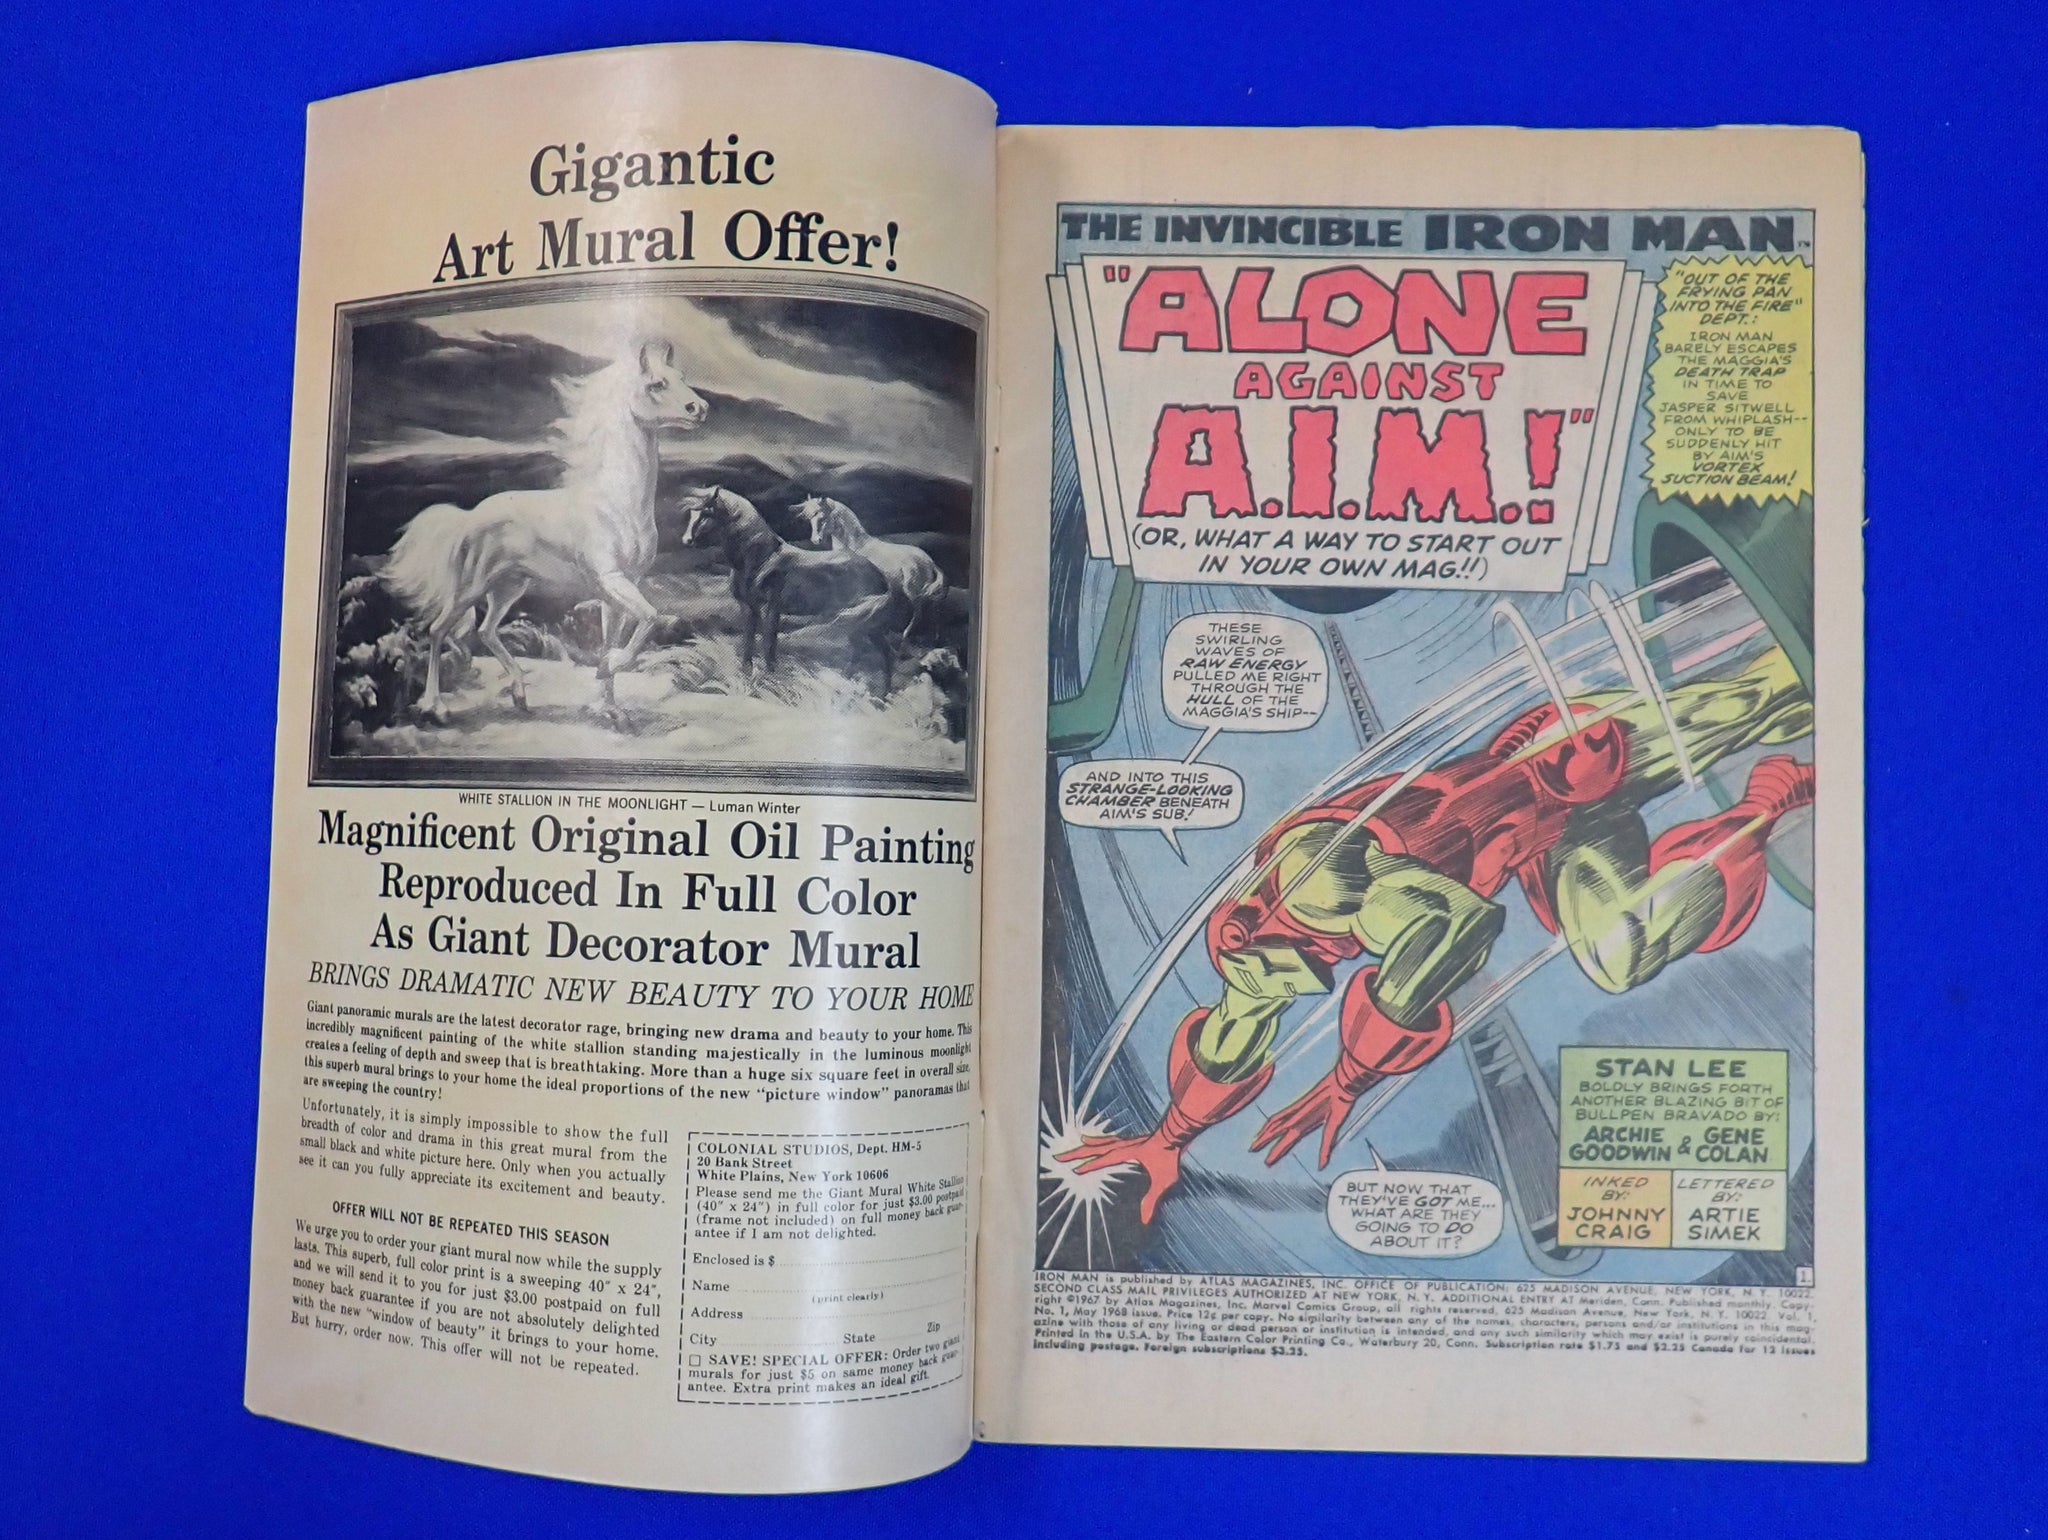 Gigantic
Art Mural Offer!
WHITE STALLION IN THE MOONLIGHT — Luman Winter
Magnificent Original Oil Painting
Reproduced In Full Color
As Giant Decorator Mural
BRINGS DRAMATIC NEW BEAUTY TO YOUR HOME
Giant panoramic murals are the latest decorator rage, bringing new drama and beauty to your home. This
incredibly magnificent painting of the white stallion standing majestically in the luminous moonlight
creates a feeling of depth and sweep that is breathtaking. More than a huge six square feet in overall size,
this superb mural brings to your home the ideal proportions of the new "picture window" panoramas that
are sweeping the country!
Unfortunately, it is simply impossible to show the full
breadth of color and drama in this great mural from the
small black and white picture here. Only when you actually
see it can you fully appreciate its excitement and beauty.
OFFER WILL NOT BE REPEATED THIS SEASON
We urge you to order your giant mural now while the supply
lasts. This superb, full color print is a sweeping 40" x 24",
and we will send it to you for just $3.00 postpaid on full
money back guarantee if you are not absolutely delighted
with the new "window of beauty" it brings to your home.
But hurry, order now. This offer will not be repeated.
COLONIAL STUDIOS, Dept. HM-5
20 Bank Street
White Plains, New York 10606
Please send me the Giant Mural White Stallion
(40" x 24") in full color for just $3.00 postpaid
(frame not included) on full money back guar-
antee if I am not delighted.
Enclosed is $
Name
(print clearly)
Address
City State Zip
SAVE! SPECIAL OFFER: Order two giant
murals for just $5 on same money back guar-
antee. Extra print makes an ideal gift.
THE INVINCIBLE IRON MAN TM
"ALONE
AGAINST
A.I.M.!"
(OR, WHAT A WAY TO START OUT
IN YOUR OWN MAG.!!)
"OUT OF THE
FRYING PAN
INTO THE FIRE"
DEPT.:
IRON MAN
BARELY ESCAPES
THE MAGGIA'S
DEATH TRAP
IN TIME TO
SAVE
JASPER SITWELL
FROM WHIPLASH--
ONLY TO BE
SUDDENLY HIT
BY AIM'S
VORTEX
SUCTION BEAM!
THESE
SWIRLING
WAVES OF
RAW ENERGY
PULLED ME RIGHT
THROUGH THE
HULL OF THE
MAGGIA'S SHIP--
AND INTO THIS
STRANGE-LOOKING
CHAMBER BENEATH
AIM'S SUB!
BUT NOW THAT
THEY'VE GOT ME...
WHAT ARE THEY
GOING TO DO
ABOUT IT?
STAN LEE
BOLDLY BRINGS FORTH
ANOTHER BLAZING BIT OF
BULLPEN BRAVADO BY:
ARCHIE GOODWIN & GENE COLAN
INKED
BY:
JOHNNY
CRAIG
LETTERED
BY:
ARTIE
SIMEK
1.
IRON MAN is published by ATLAS MAGAZINES, INC. OFFICE OF PUBLICATION: 625 MADISON AVENUE, NEW YORK, N. Y. 10022.
SECOND CLASS MAIL PRIVILEGES AUTHORIZED AT NEW YORK, N. Y. ADDITIONAL ENTRY AT Meriden, Conn. Published monthly. Copy-
right ©1967 by Atlas Magazines, Inc. Marvel Comics Group, all rights reserved, 625 Madison Avenue, New York, N. Y. 10022 Vol. 1,
No. 1, May 1968 issue. Price 12¢ per copy. No similarity between any of the names, characters, persons and/or institutions in this mag-
azine with those of any living or dead person or institution is intended, and any such similarity which may exist is purely coincidental.
Printed in the U.S.A. by The Eastern Color Printing Co., Waterbury 20, Conn. Subscription rate $1.75 and $2.25 Canada for 12 issues
including postage. Foreign subscriptions $3.25.